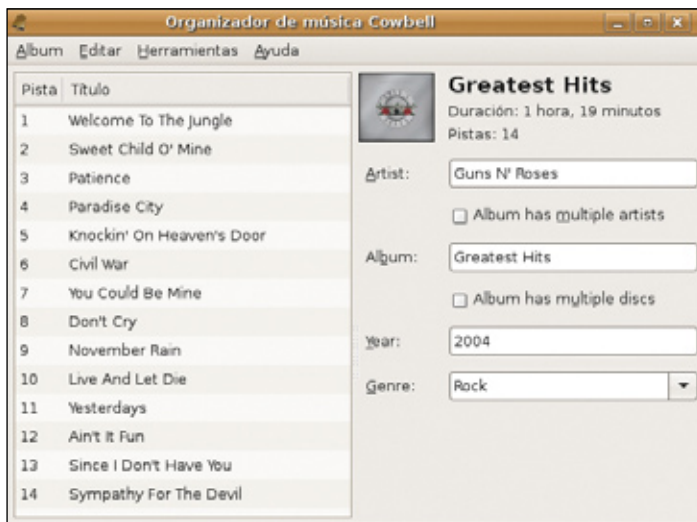 Organizador de música Cowbell
Album Editar Herramientas Ayuda
Pista Título
1 Welcome To The Jungle
2 Sweet Child O' Mine
3 Patience
4 Paradise City
5 Knockin' On Heaven's Door
6 Civil War
7 You Could Be Mine
8 Don't Cry
9 November Rain
10 Live And Let Die
11 Yesterdays
12 Ain't It Fun
13 Since I Don't Have You
14 Sympathy For The Devil
Greatest Hits
Duración: 1 hora, 19 minutos
Pistas: 14
Artist: Guns N' Roses
Album has multiple artists
Album: Greatest Hits
Album has multiple discs
Year: 2004
Genre: Rock